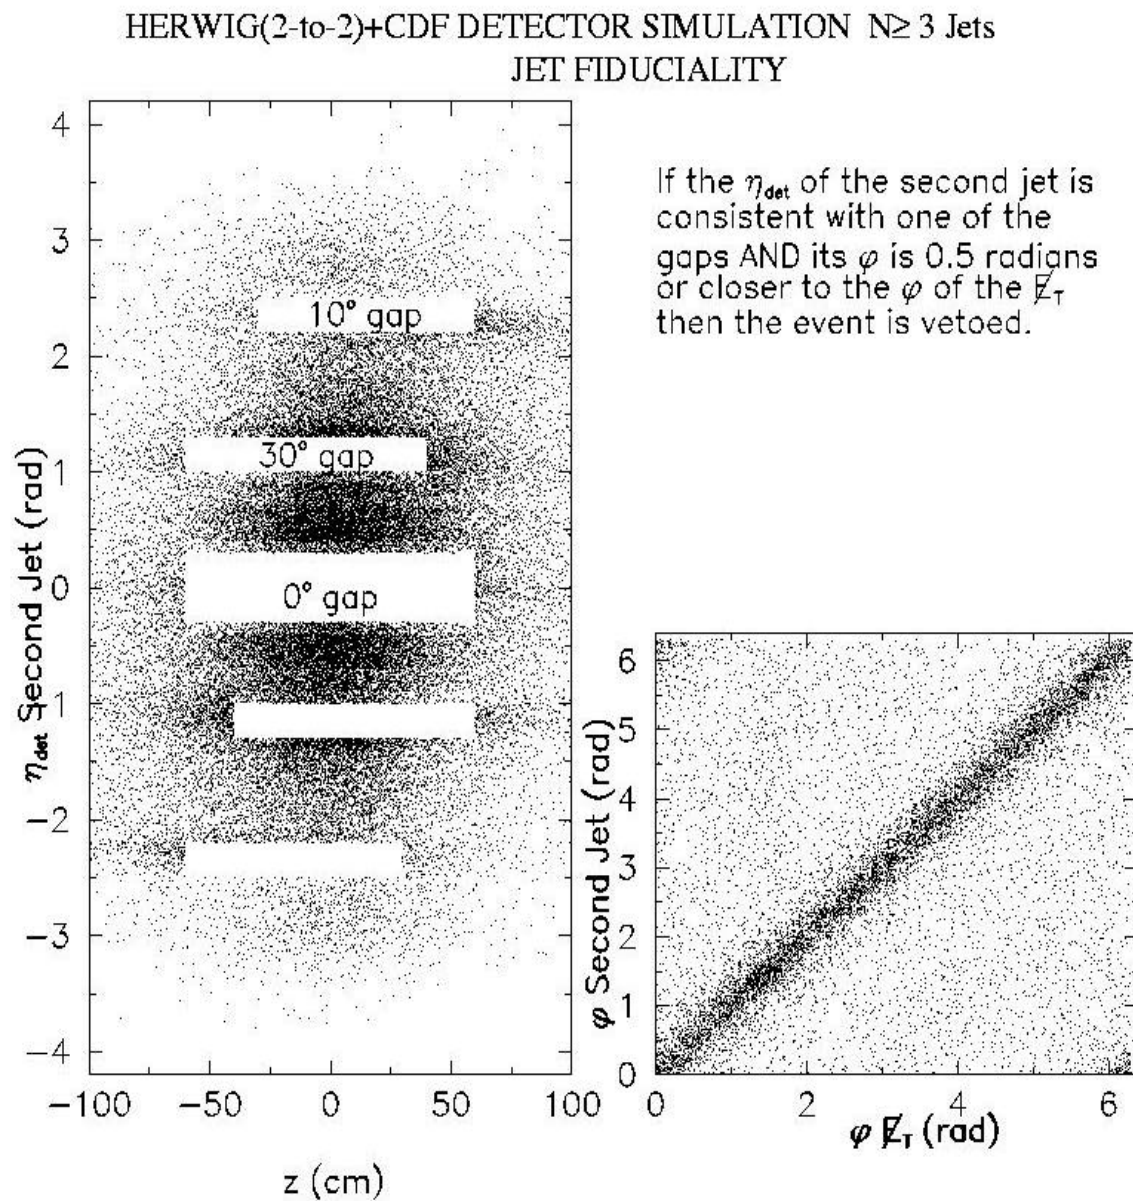 HERWIG(2-to-2)+CDF DETECTOR SIMULATION N≥ 3 Jets
JET FIDUCIALITY
If the η_det of the second jet is
consistent with one of the
gaps AND its φ is 0.5 radians
or closer to the φ of the E̸_T
then the event is vetoed.
η_det Second Jet (rad)
4
3
2
1
0
−1
−2
−3
−4
10° gap
30° gap
0° gap
−100 −50 0 50 100
z (cm)
φ Second Jet (rad)
6
5
4
3
2
1
0
0 2 4 6
φ E̸_T (rad)